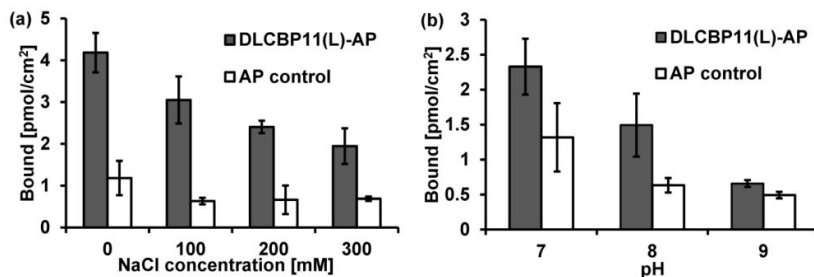 (a)
5
4
3
2
1
0
Bound [pmol/cm²]
DLCBP11(L)-AP
AP control
0 100 200 300
NaCl concentration [mM]
(b)
3
2.5
2
1.5
1
0.5
0
Bound [pmol/cm²]
DLCBP11(L)-AP
AP control
7 8 9
pH